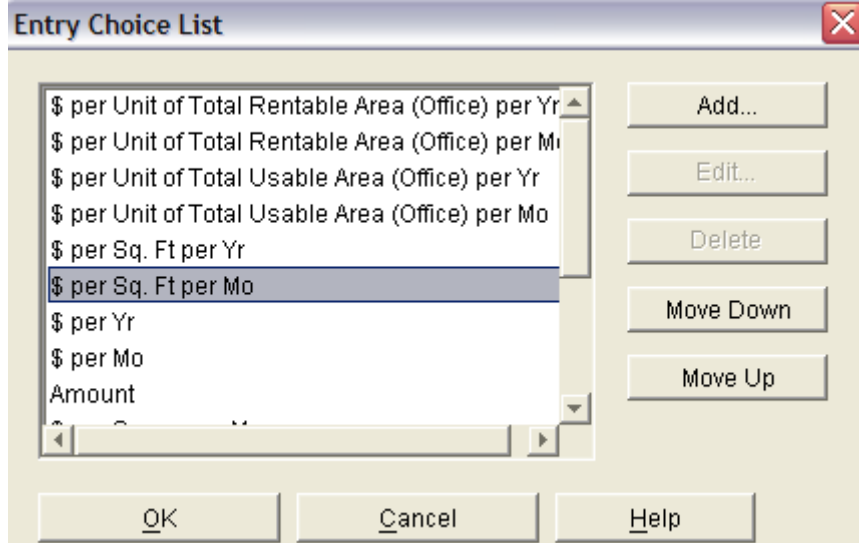 Entry Choice List
$ per Unit of Total Rentable Area (Office) per Yr
$ per Unit of Total Rentable Area (Office) per
$ per Unit of Total Usable Area (Office) per Yr
$ per Unit of Total Usable Area (Office) per Mo
$ per Sq. Ft per Yr
$ per Sq. Ft per Mo
$ per Yr
$ per Mo
Amount
Add...
Edit...
Delete
Move Down
Move Up
OK
Cancel
Help